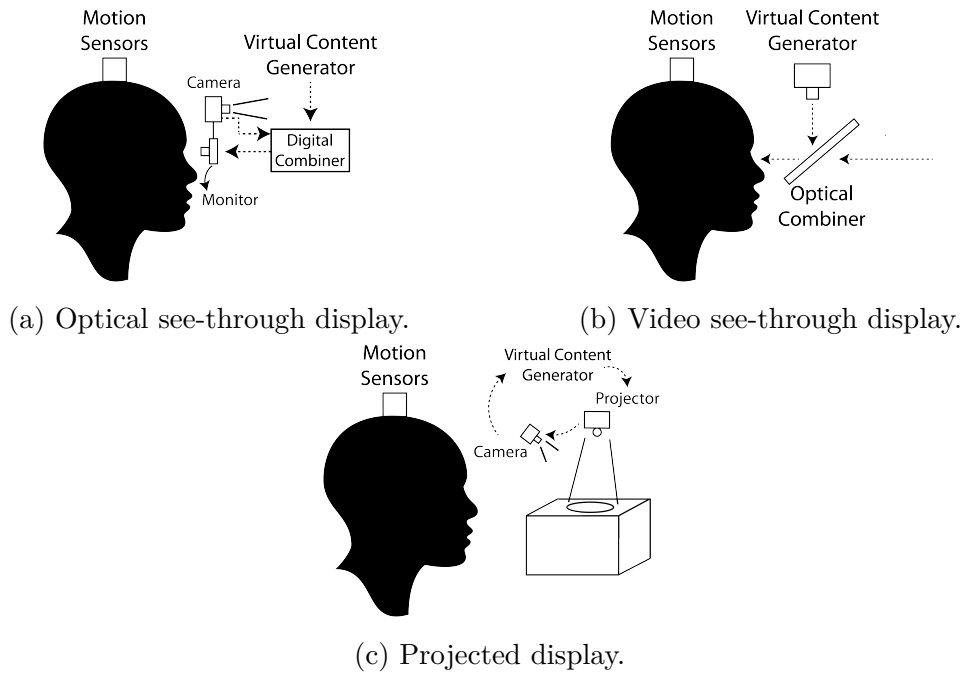 Motion
Sensors
Camera
Virtual Content
Generator
Digital
Combiner
Monitor
(a) Optical see-through display.
Motion
Sensors
Virtual Content
Generator
Optical
Combiner
(b) Video see-through display.
Motion
Sensors
Virtual Content
Generator
Projector
Camera
(c) Projected display.